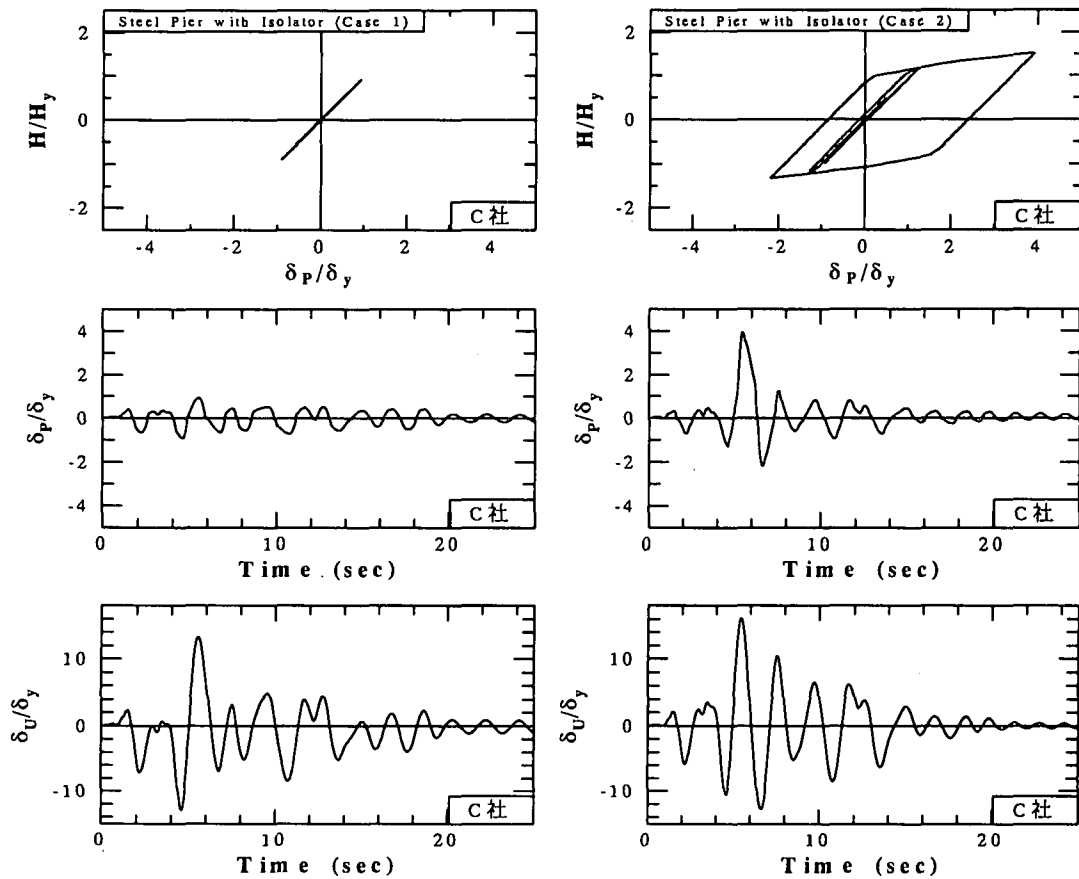 Steel Pier with Isolator (Case 1)
H/Hy
2
0
-2
C社
-4
-2
0
2
4
δP/δy
Steel Pier with Isolator (Case 2)
H/Hy
2
0
-2
C社
-4
-2
0
2
4
δP/δy
δP/δy
4
2
0
-2
-4
C社
0
10
20
Time (sec)
δP/δy
4
2
0
-2
-4
C社
0
10
20
Time (sec)
δU/δy
10
0
-10
C社
0
10
20
Time (sec)
δU/δy
10
0
-10
C社
0
10
20
Time (sec)